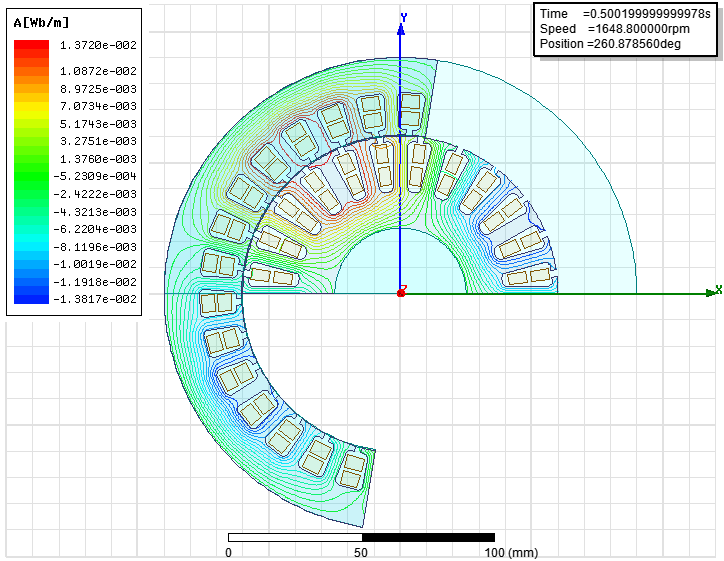 A[Wb/m]
1.3720e-002
1.0872e-002
8.9725e-003
7.0734e-003
5.1743e-003
3.2751e-003
1.3760e-003
-5.2309e-004
-2.4222e-003
-4.3213e-003
-6.2204e-003
-8.1196e-003
-1.0019e-002
-1.1918e-002
-1.3817e-002
Time =0.500199999999978s
Speed =1648.800000rpm
Position =260.878560deg
Y
Z
X
0 50 100 (mm)